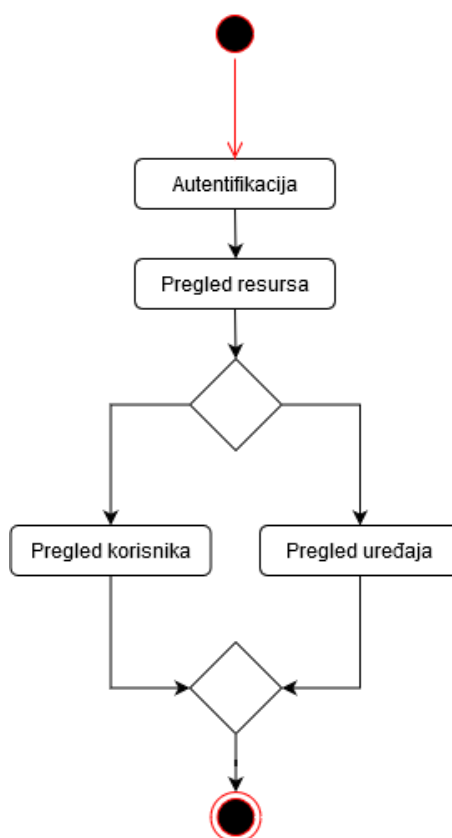 Autentifikacija
Pregled resursa
Pregled korisnika
Pregled uređaja